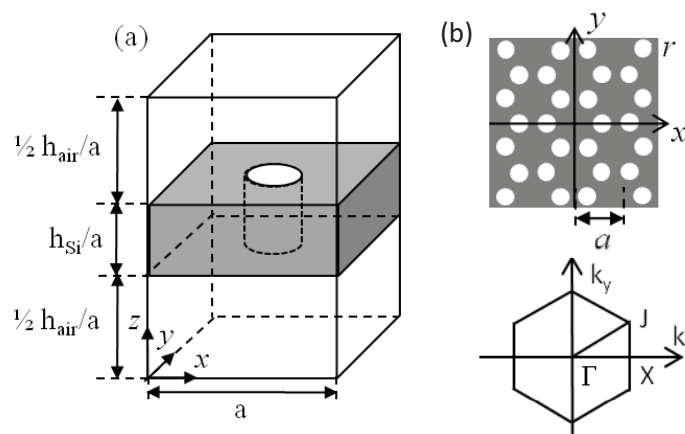 (a)
½ h_air/a
h_Si/a
½ h_air/a
z
y
x
a
(b)
y
r
x
a
k_y
J
k
Γ
X